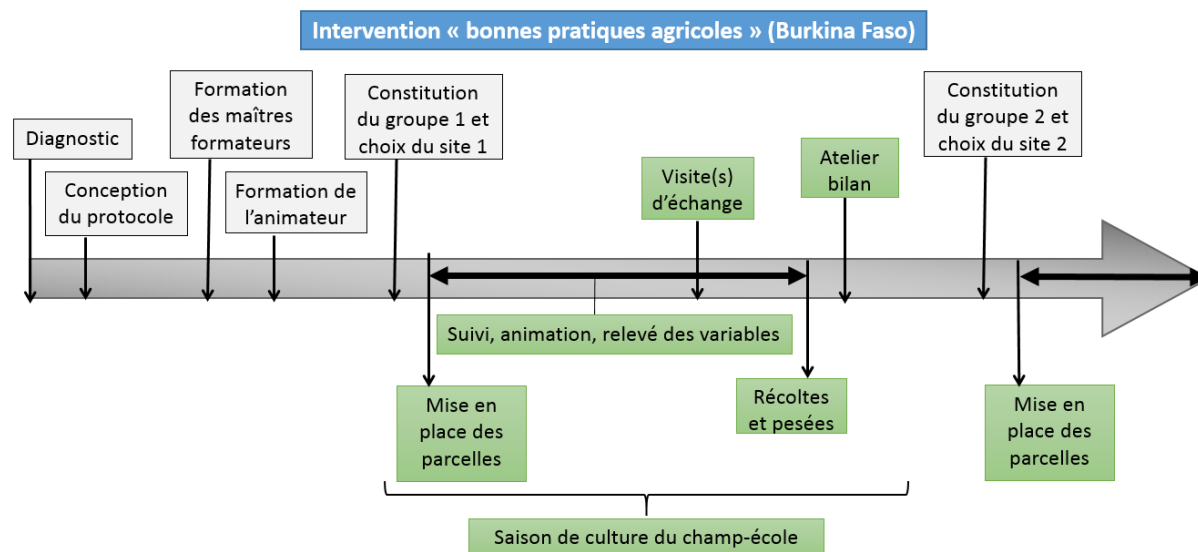 Intervention « bonnes pratiques agricoles » (Burkina Faso)
Diagnostic
Conception
du protocole
Formation
des maîtres
formateurs
Formation de
l’animateur
Constitution
du groupe 1 et
choix du site 1
Visite(s)
d’échange
Atelier
bilan
Constitution
du groupe 2 et
choix du site 2
Suivi, animation, relevé des variables
Mise en
place des
parcelles
Récoltes
et pesées
Mise en
place des
parcelles
Saison de culture du champ-école